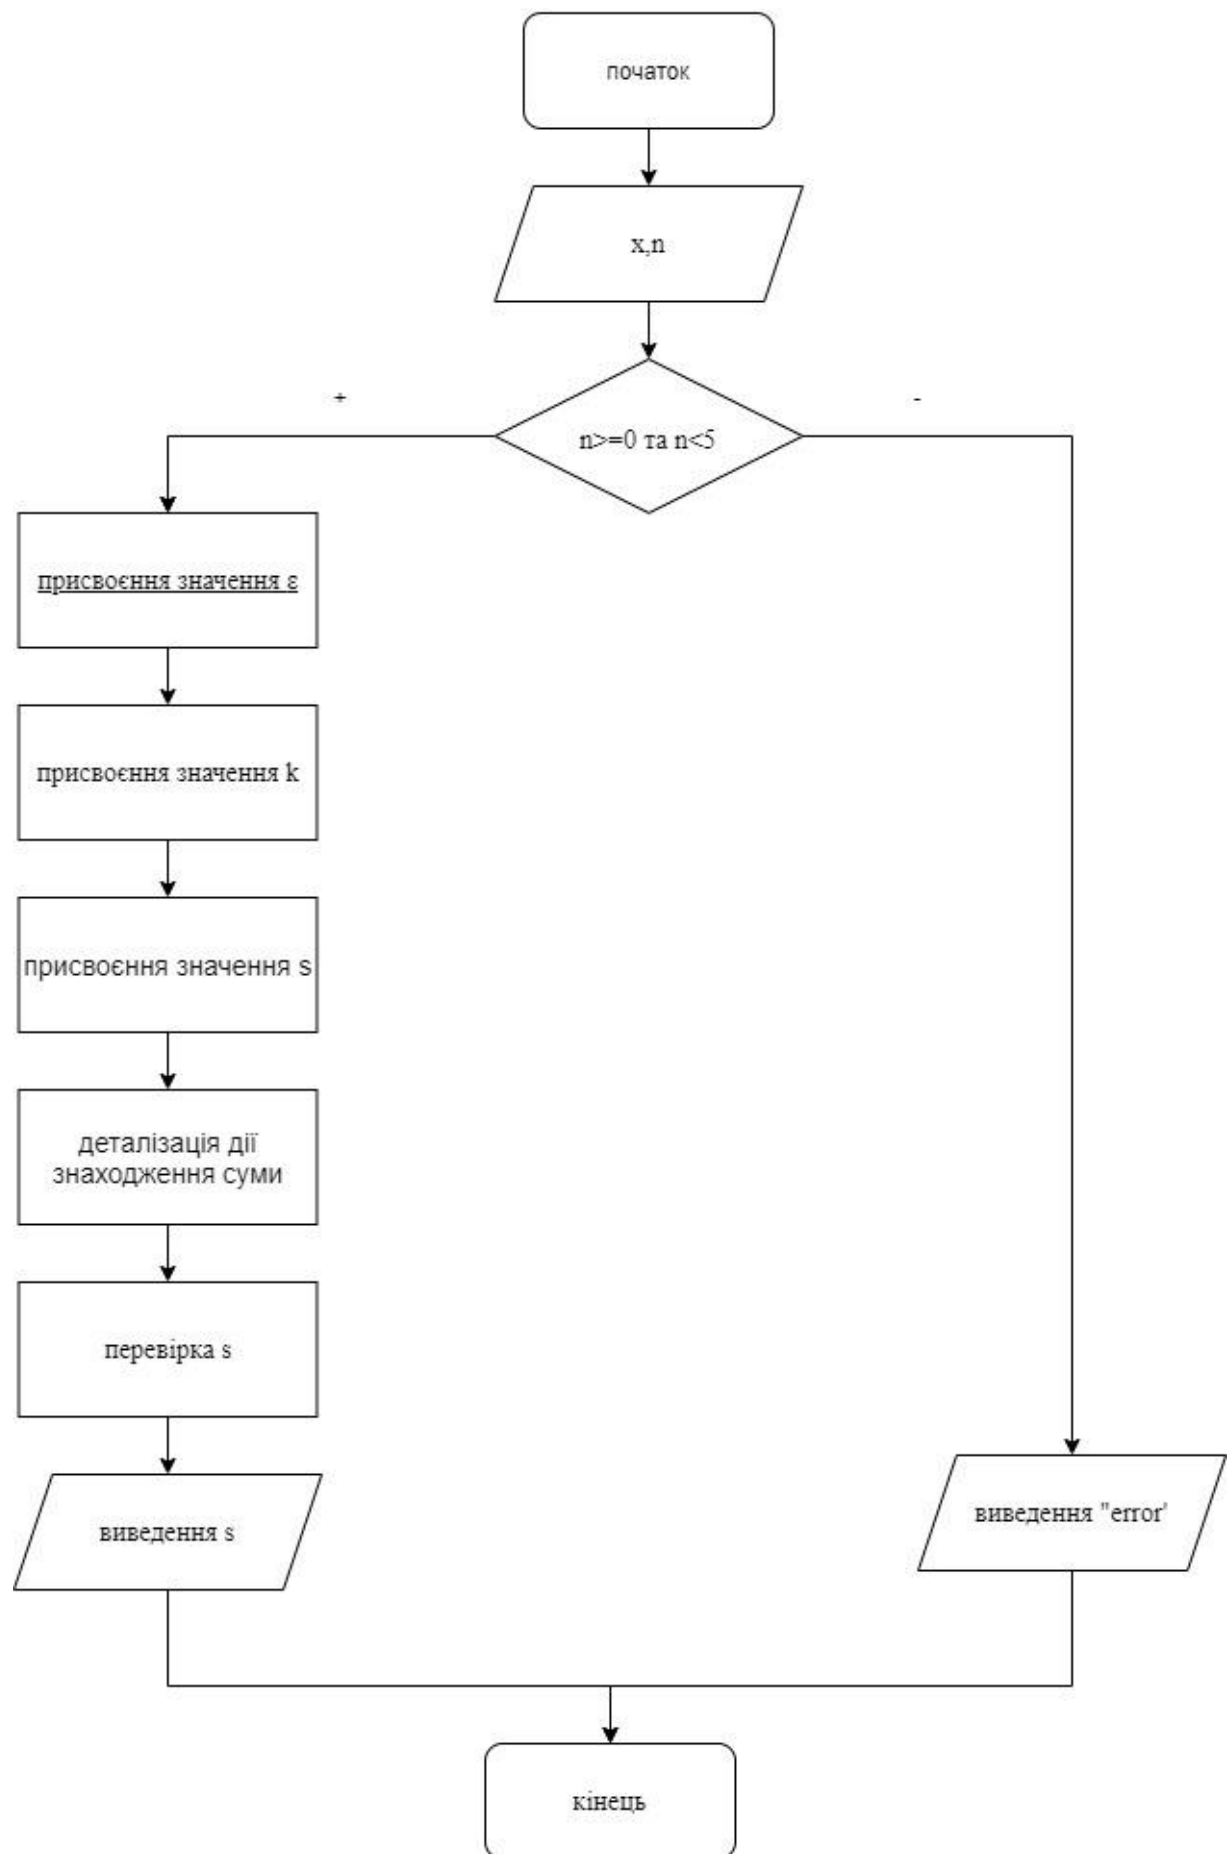 початок
x,n
+
-
n>=0 та n<5
присвоєння значення ε
присвоєння значення k
присвоєння значення s
деталізація дії
знаходження суми
перевірка s
виведення s
виведення "error'
кінець